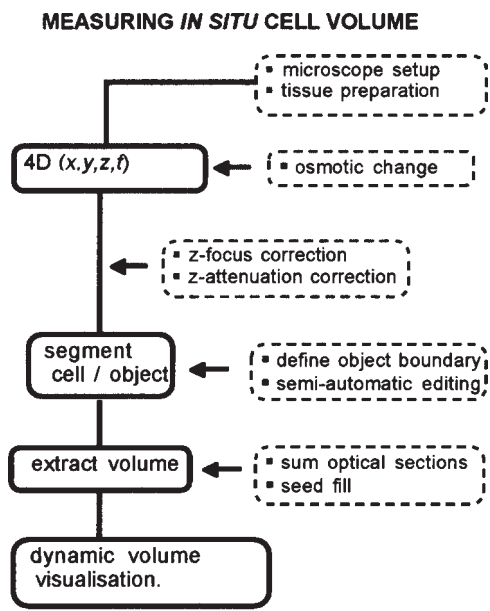 MEASURING IN SITU CELL VOLUME
▪ microscope setup
▪ tissue preparation
4D (x,y,z,t)
▪ osmotic change
▪ z-focus correction
▪ z-attenuation correction
segment
cell / object
▪ define object boundary
▪ semi-automatic editing
extract volume
▪ sum optical sections
▪ seed fill
dynamic volume
visualisation.